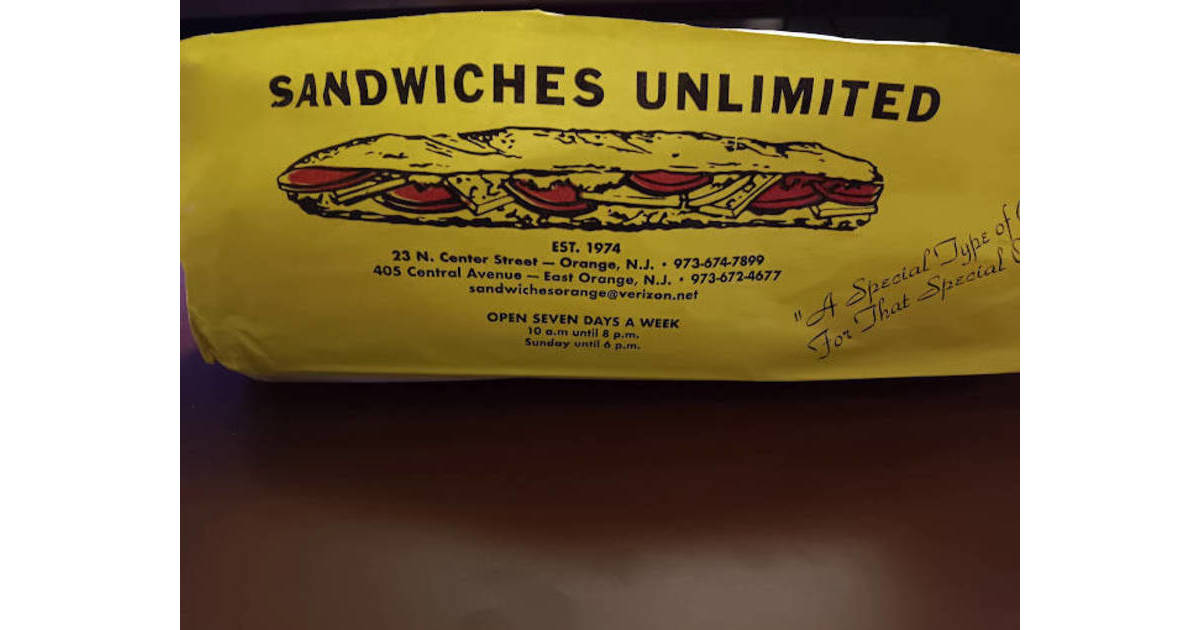 SANDWICHES UNLIMITED
EST. 1974
23 N. Center Street — Orange, N.J. • 973-674-7899
405 Central Avenue — East Orange, N.J. • 973-672-4677
sandwichesorange@verizon.net
OPEN SEVEN DAYS A WEEK
10 a.m until 8 p.m.
Sunday until 6 p.m.
"A Special Type of
For That Special